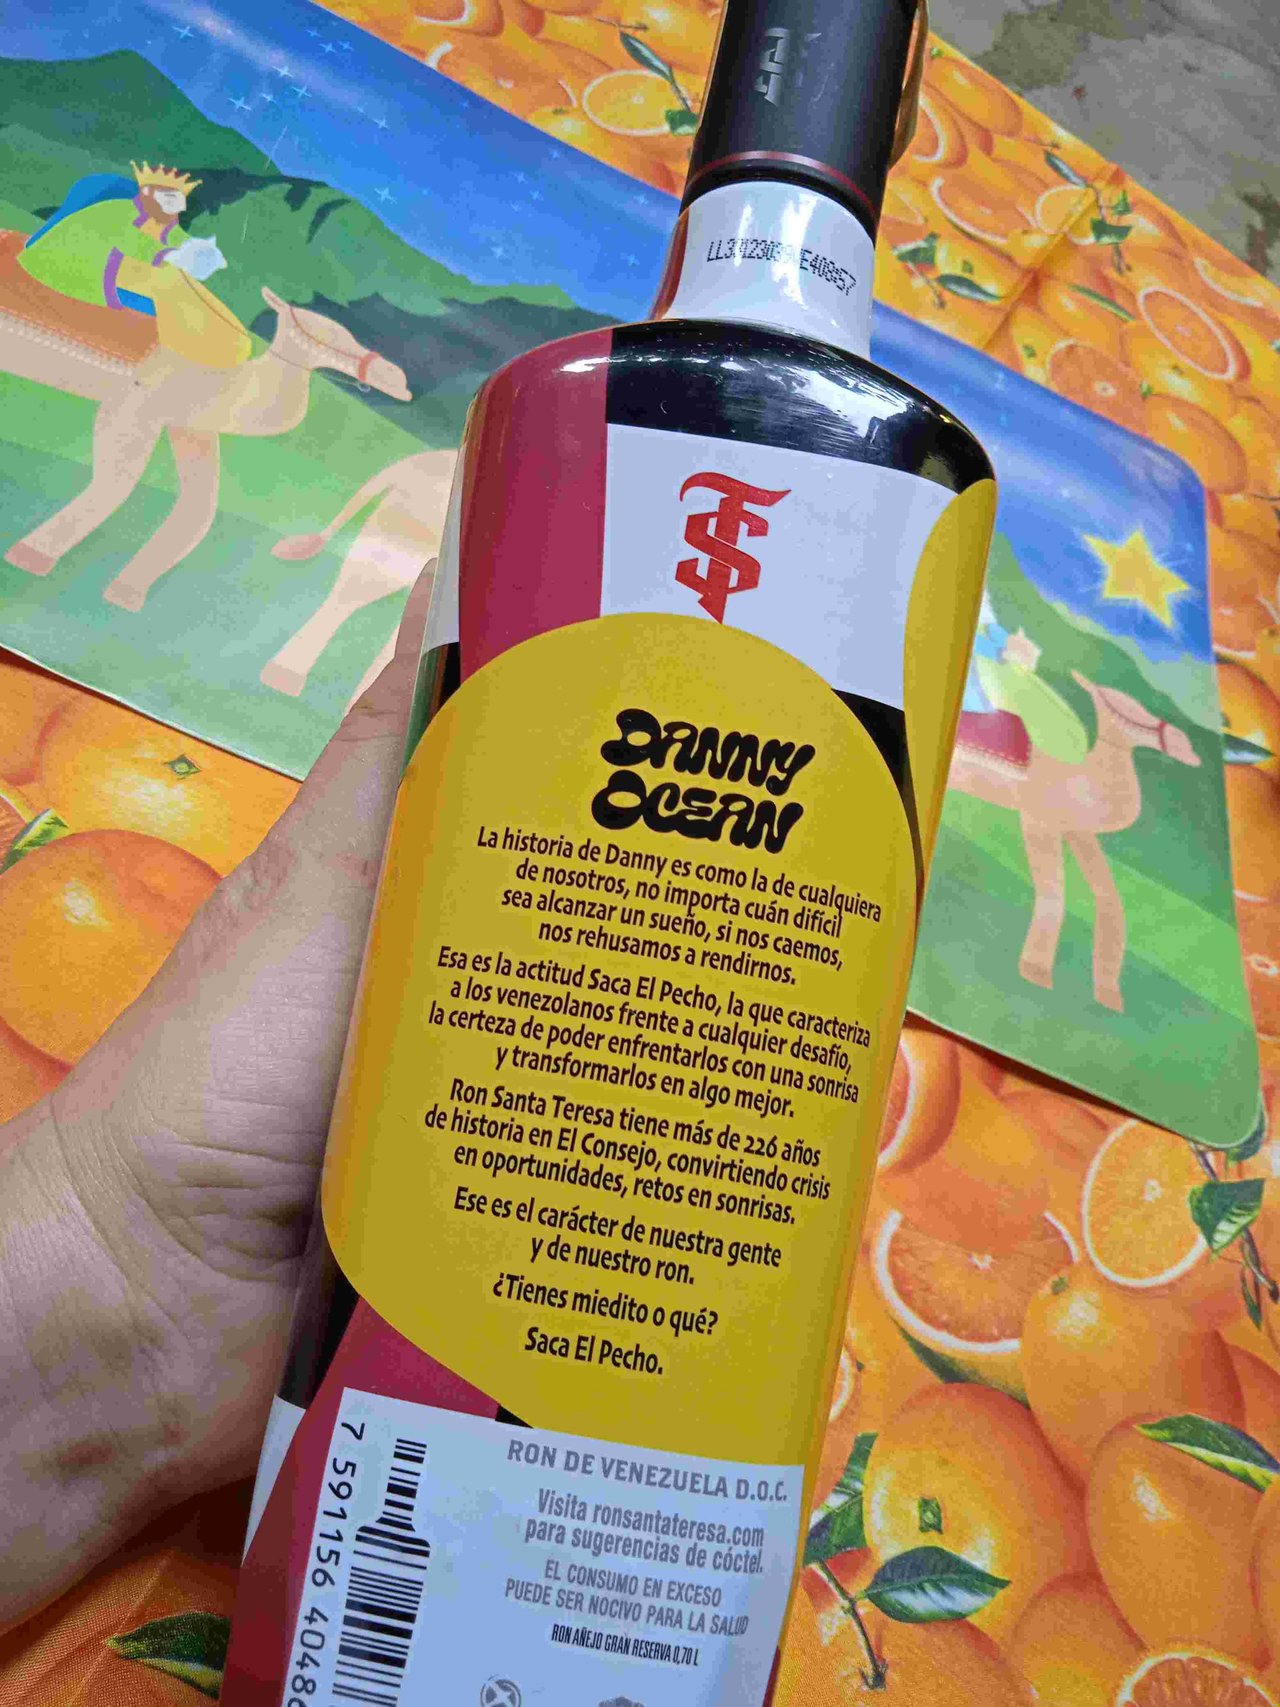 TS
DANNY
OCEAN
La historia de Danny es como la de cualquiera
de nosotros, no importa cuán difícil
sea alcanzar un sueño, si nos caemos,
nos rehusamos a rendirnos.
Esa es la actitud Saca El Pecho, la que caracteriza
a los venezolanos frente a cualquier desafío,
la certeza de poder enfrentarlos con una sonrisa
y transformarlos en algo mejor.
Ron Santa Teresa tiene más de 226 años
de historia en El Consejo, convirtiendo crisis
en oportunidades, retos en sonrisas.
Ese es el carácter de nuestra gente
y de nuestro ron.
¿Tienes miedito o qué?
Saca El Pecho.
RON DE VENEZUELA D.O.C.
Visita ronsantateresa.com
para sugerencias de cóctel.
EL CONSUMO EN EXCESO
PUEDE SER NOCIVO PARA LA SALUD
RON AÑEJO GRAN RESERVA 0,70 L
7 591156 40486